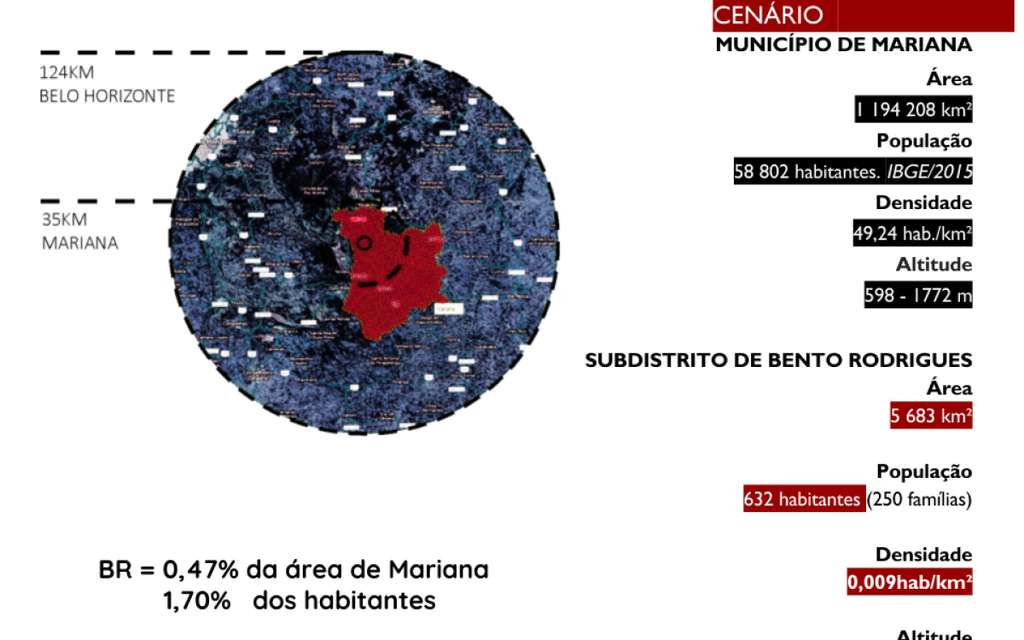 CENÁRIO
MUNICÍPIO DE MARIANA
Área
1 194 208 km²
População
58 802 habitantes. IBGE/2015
Densidade
49,24 hab./km²
Altitude
598 - 1772 m
SUBDISTRITO DE BENTO RODRIGUES
Área
5 683 km²
População
632 habitantes (250 famílias)
Densidade
0,009hab/km²
Altitude
124KM
BELO HORIZONTE
35KM
MARIANA
BR = 0,47% da área de Mariana
1,70% dos habitantes